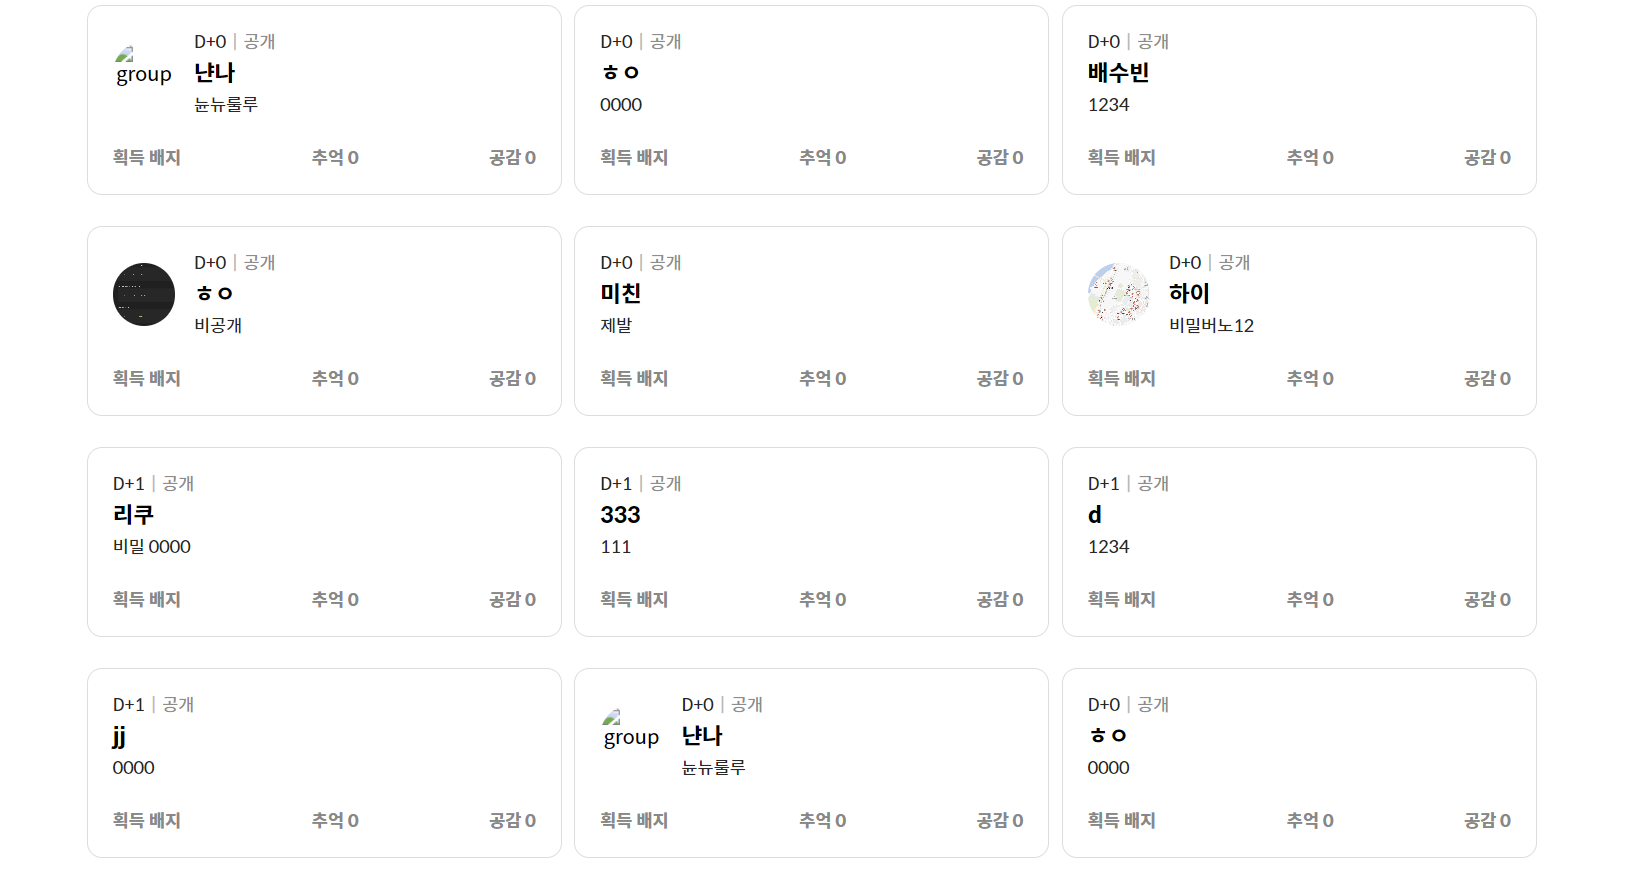 group
D+0 | 공개
냔나
뉸뉴룰루
획득 배지 추억 0 공감 0
D+0 | 공개
ㅎㅇ
0000
획득 배지 추억 0 공감 0
D+0 | 공개
배수빈
1234
획득 배지 추억 0 공감 0
D+0 | 공개
ㅎㅇ
비공개
획득 배지 추억 0 공감 0
D+0 | 공개
미친
제발
획득 배지 추억 0 공감 0
D+0 | 공개
하이
비밀버노12
획득 배지 추억 0 공감 0
D+1 | 공개
리쿠
비밀 0000
획득 배지 추억 0 공감 0
D+1 | 공개
333
111
획득 배지 추억 0 공감 0
D+1 | 공개
d
1234
획득 배지 추억 0 공감 0
D+1 | 공개
jj
0000
획득 배지 추억 0 공감 0
group
D+0 | 공개
냔나
뉸뉴룰루
획득 배지 추억 0 공감 0
D+0 | 공개
ㅎㅇ
0000
획득 배지 추억 0 공감 0